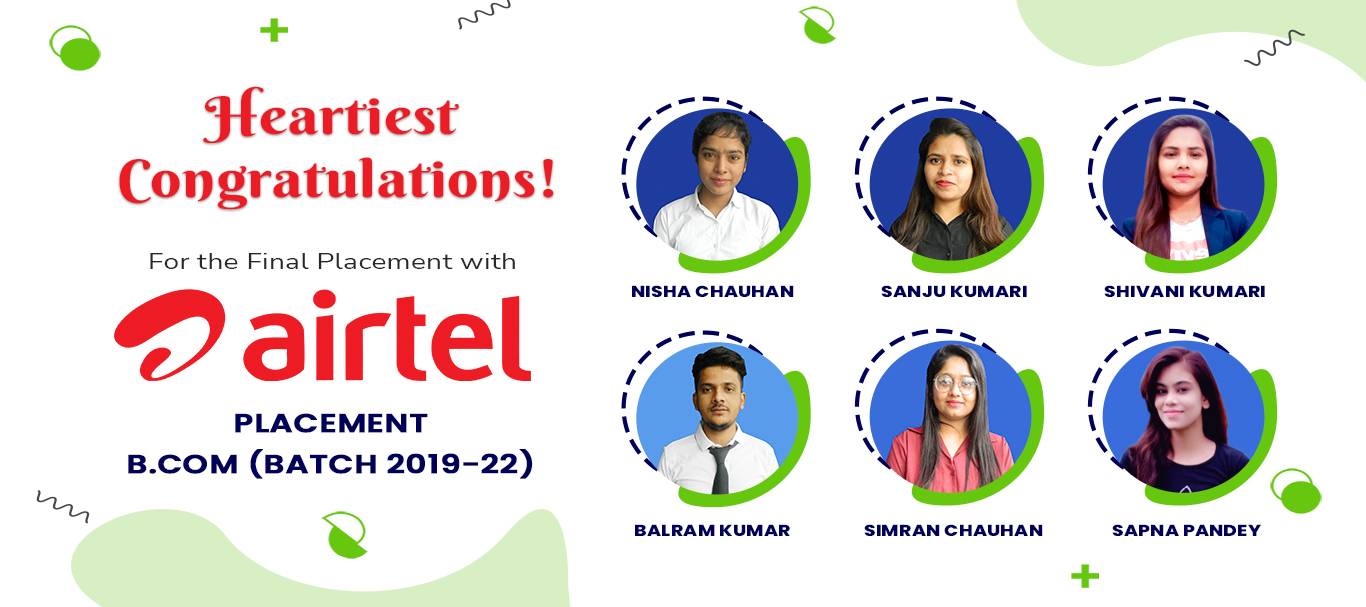 Heartiest
Congratulations!
For the Final Placement with
airtel
PLACEMENT
B.COM (BATCH 2019-22)
NISHA CHAUHAN
SANJU KUMARI
SHIVANI KUMARI
BALRAM KUMAR
SIMRAN CHAUHAN
SAPNA PANDEY